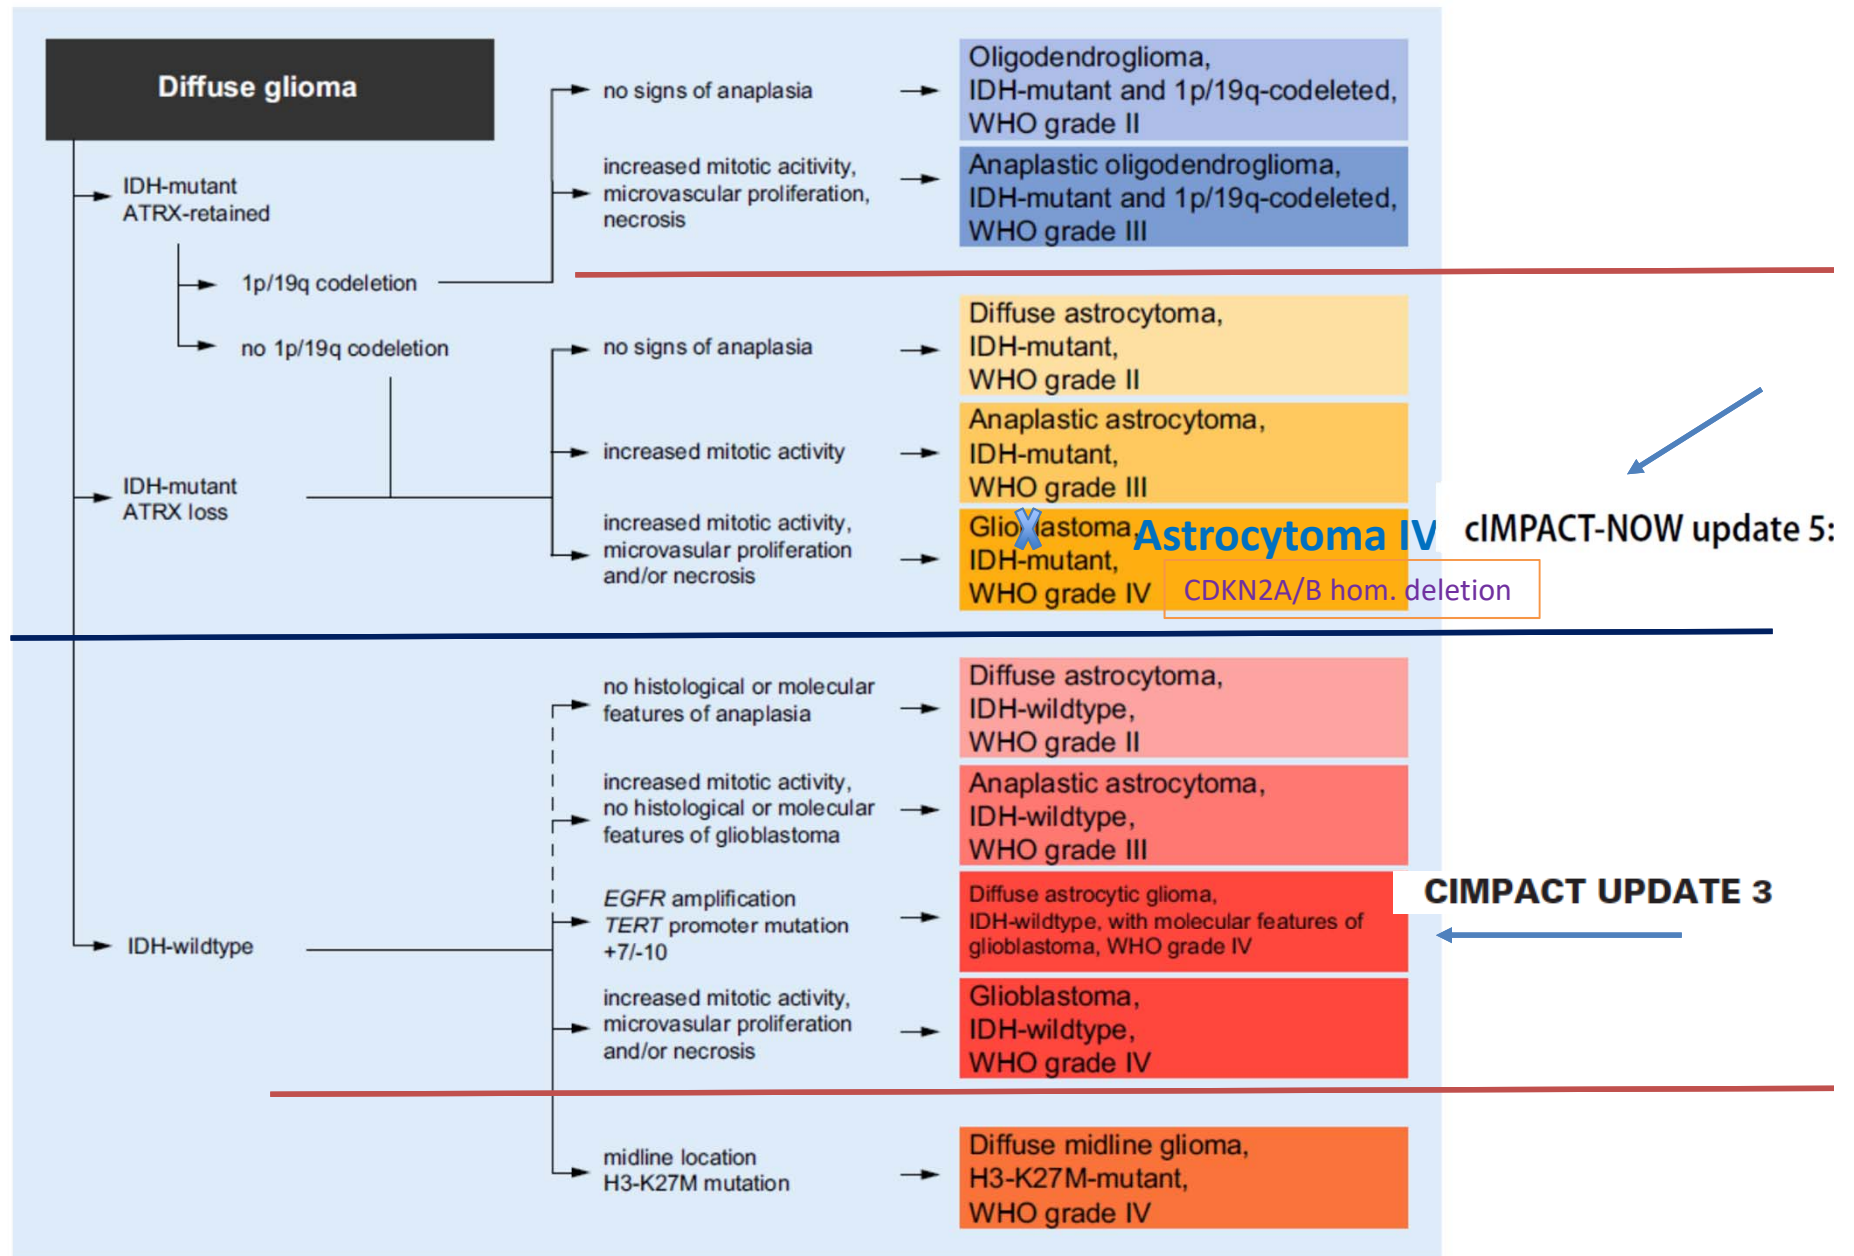 Diffuse glioma
IDH-mutant
ATRX-retained
1p/19q codeletion
no 1p/19q codeletion
no signs of anaplasia
Oligodendroglioma,
IDH-mutant and 1p/19q-codeleted,
WHO grade II
increased mitotic acitivity,
microvascular proliferation,
necrosis
Anaplastic oligodendroglioma,
IDH-mutant and 1p/19q-codeleted,
WHO grade III
IDH-mutant
ATRX loss
no signs of anaplasia
Diffuse astrocytoma,
IDH-mutant,
WHO grade II
increased mitotic activity
Anaplastic astrocytoma,
IDH-mutant,
WHO grade III
increased mitotic activity,
microvasular proliferation
and/or necrosis
Glioblastoma,
IDH-mutant,
WHO grade IV
Astrocytoma IV
CDKN2A/B hom. deletion
cIMPACT-NOW update 5:
IDH-wildtype
no histological or molecular
features of anaplasia
Diffuse astrocytoma,
IDH-wildtype,
WHO grade II
increased mitotic activity,
no histological or molecular
features of glioblastoma
Anaplastic astrocytoma,
IDH-wildtype,
WHO grade III
EGFR amplification
TERT promoter mutation
+7/-10
Diffuse astrocytic glioma,
IDH-wildtype, with molecular features of
glioblastoma, WHO grade IV
CIMPACT UPDATE 3
increased mitotic activity,
microvasular proliferation
and/or necrosis
Glioblastoma,
IDH-wildtype,
WHO grade IV
midline location
H3-K27M mutation
Diffuse midline glioma,
H3-K27M-mutant,
WHO grade IV